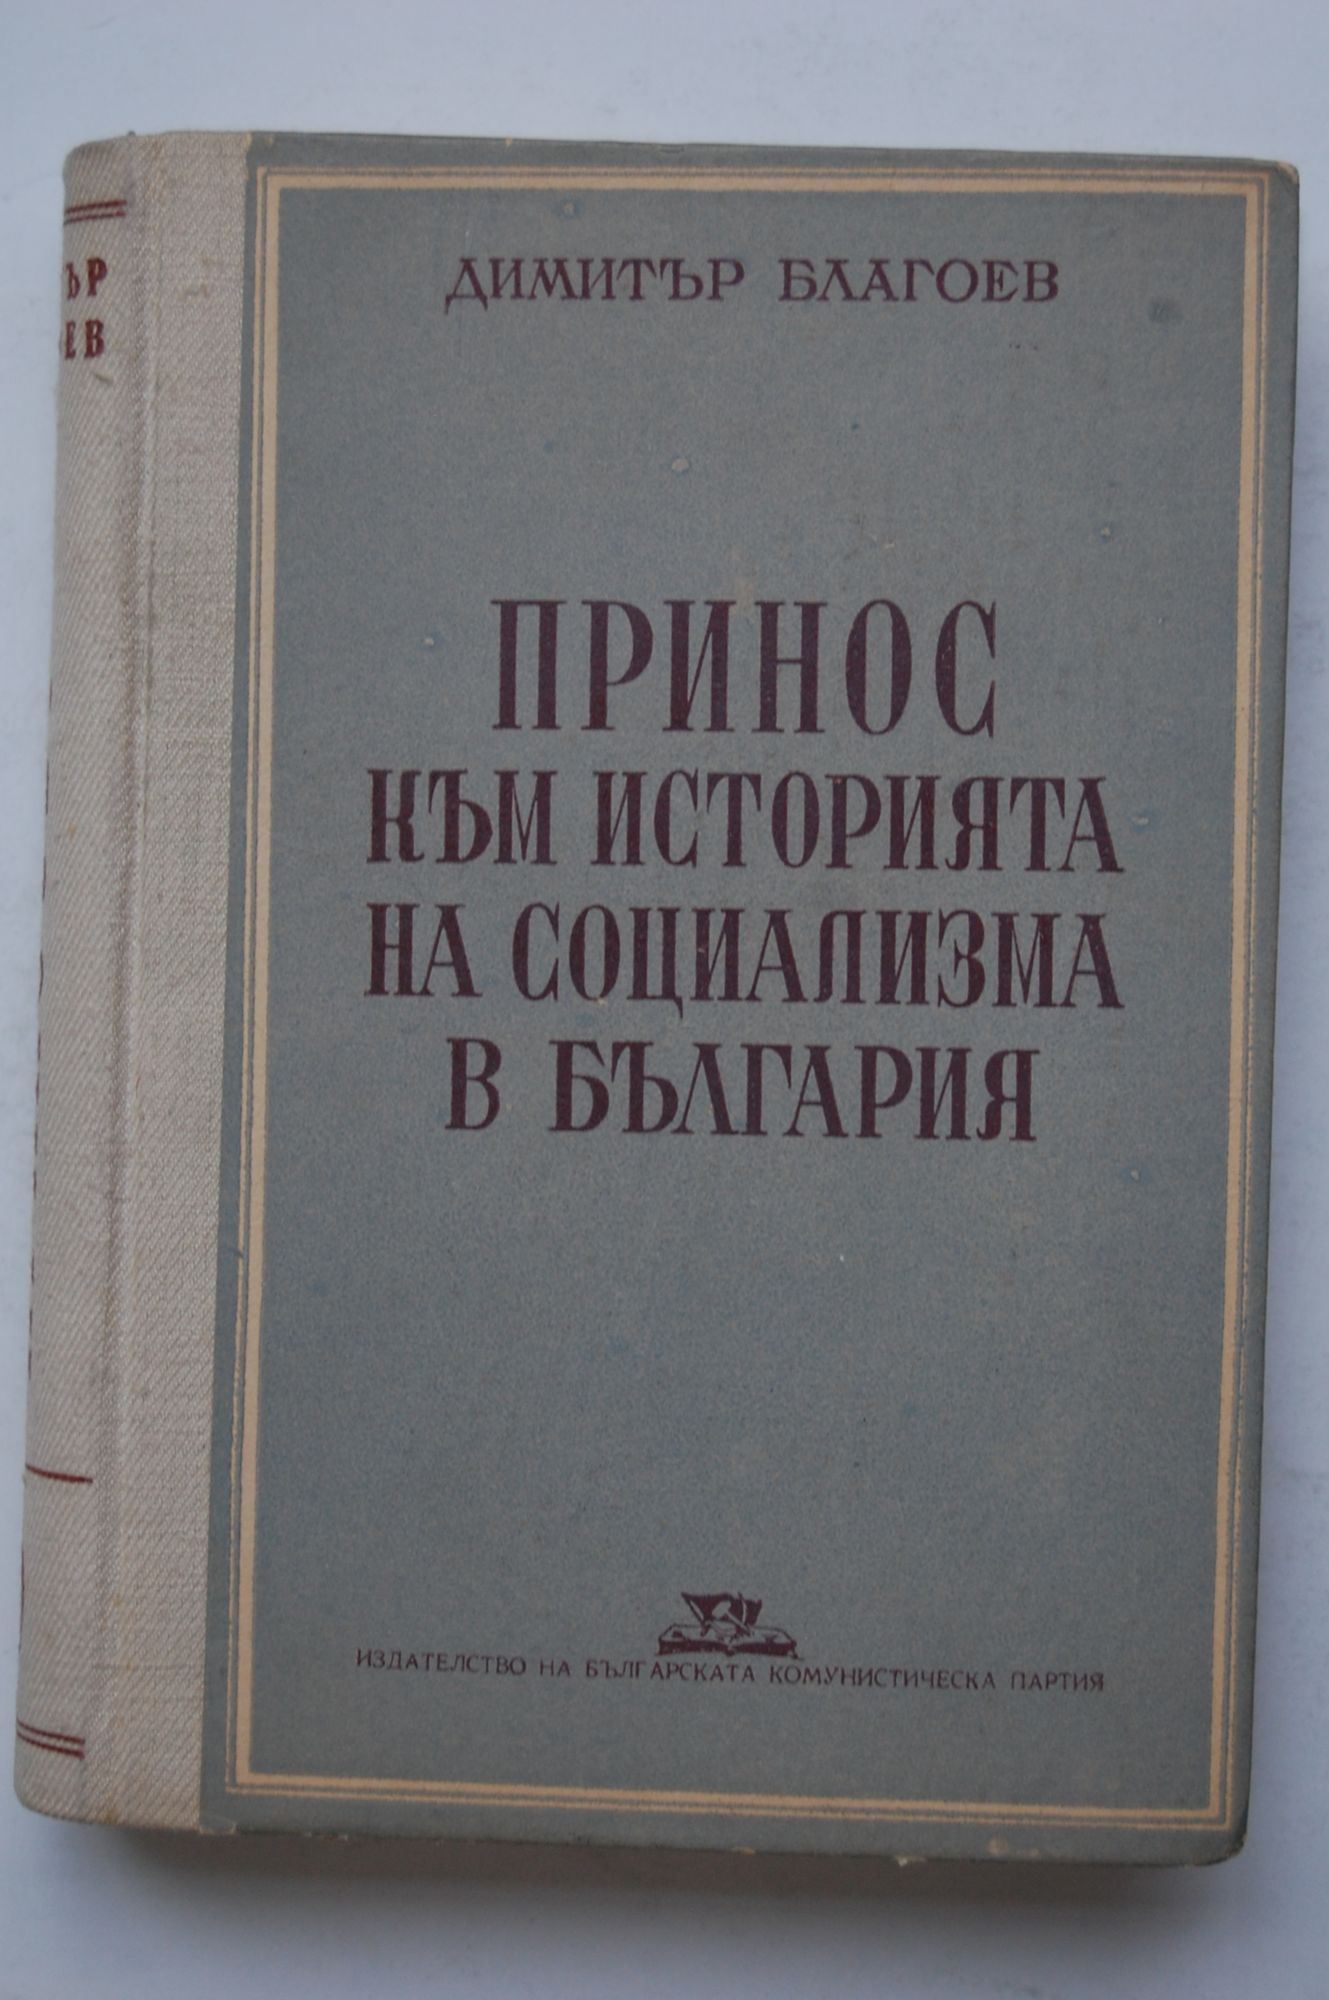 ДИМИТЪР БЛАГОЕВ
ПРИНОС
КЪМ ИСТОРИЯТА
НА СОЦИАЛИЗМА
В БЪЛГАРИЯ
ИЗДАТЕЛСТВО НА БЪЛГАРСКАТА КОМУНИСТИЧЕСКА ПАРТИЯ